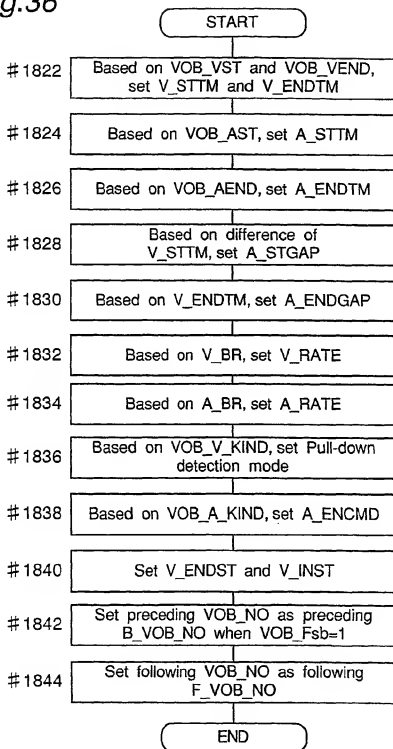 g.36
START
#1822
Based on VOB_VST and VOB_VEND,
set V_STTM and V_ENDTM
#1824
Based on VOB_AST, set A_STTM
#1826
Based on VOB_AEND, set A_ENDTM
#1828
Based on difference of
V_STTM, set A_STGAP
#1830
Based on V_ENDTM, set A_ENDGAP
#1832
Based on V_BR, set V_RATE
#1834
Based on A_BR, set A_RATE
#1836
Based on VOB_V_KIND, set Pull-down
detection mode
#1838
Based on VOB_A_KIND, set A_ENCMD
#1840
Set V_ENDST and V_INST
#1842
Set preceding VOB_NO as preceding
B_VOB_NO when VOB_Fsb=1
#1844
Set following VOB_NO as following
F_VOB_NO
END